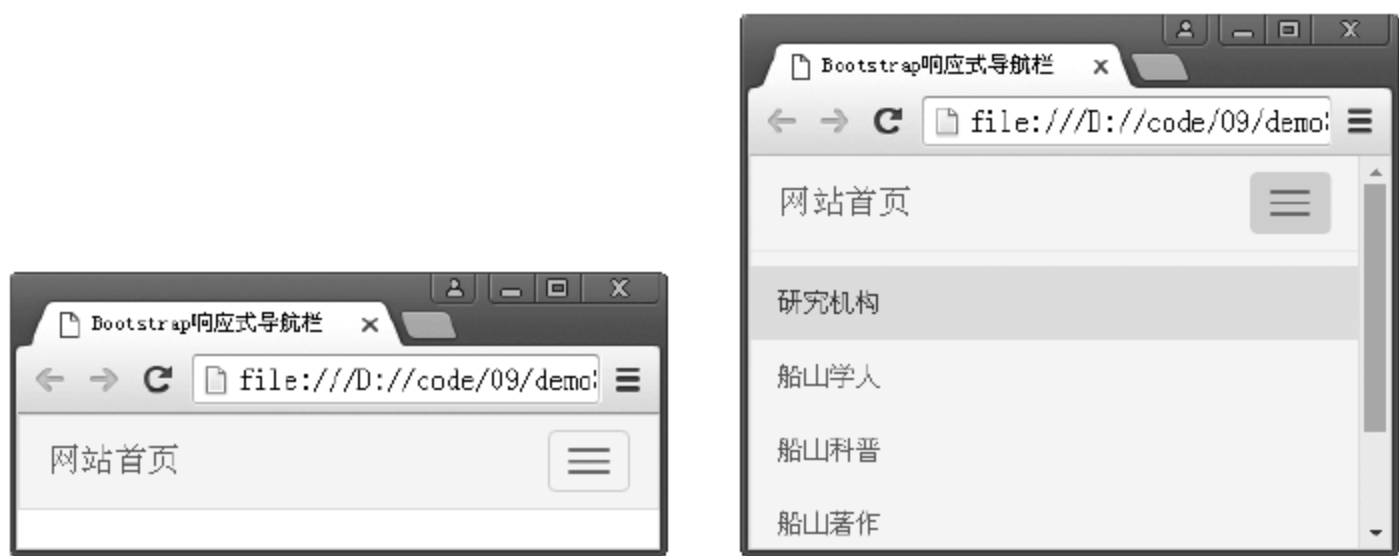 Bootstrap响应式导航栏
file:///D://code/09/demo
网站首页
Bootstrap响应式导航栏
file:///D://code/09/demo
网站首页
研究机构
船山学人
船山科普
船山著作